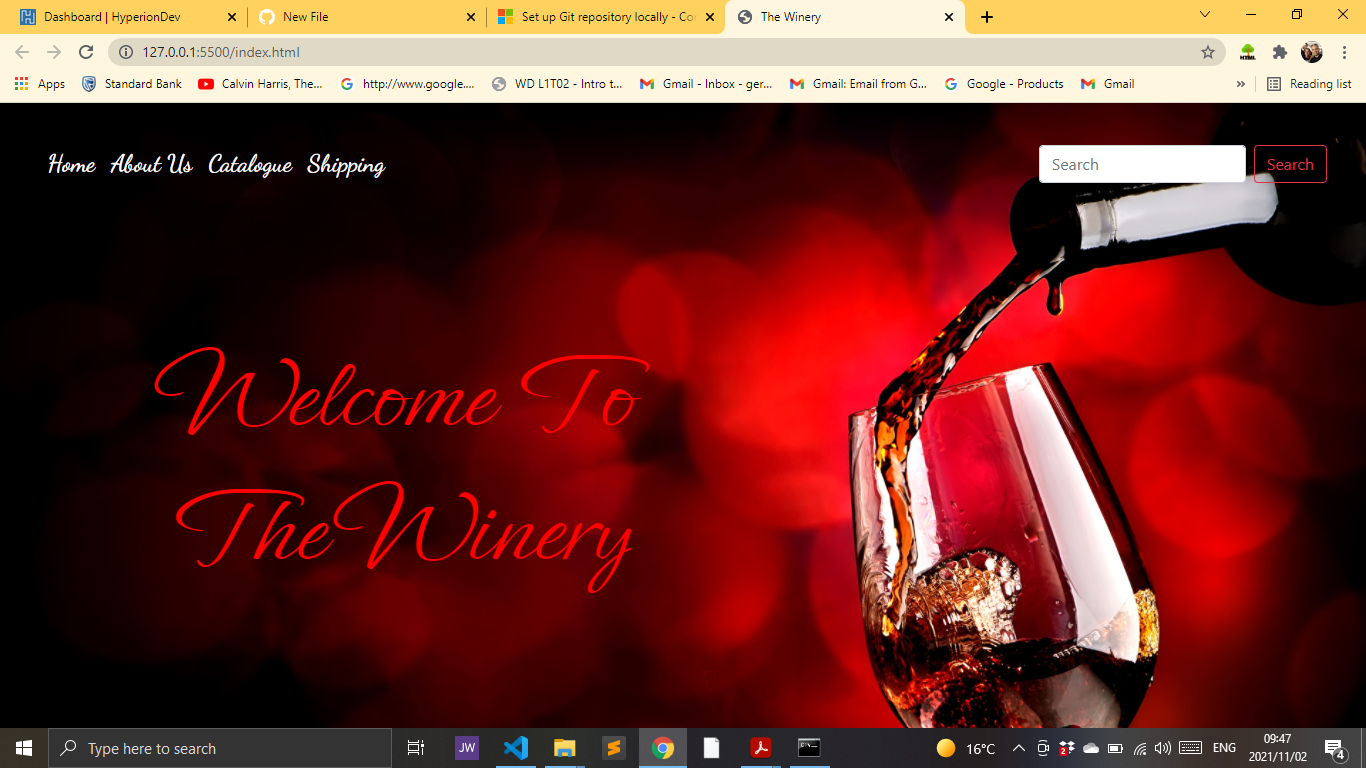 Dashboard | HyperionDev
New File
Set up Git repository locally - Co
The Winery
127.0.0.1:5500/index.html
Apps
Standard Bank
Calvin Harris, The...
http://www.google....
WD L1T02 - Intro t...
Gmail - Inbox - ger...
Gmail: Email from G...
Google - Products
Gmail
»
Reading list
Home About Us Catalogue Shipping
Search
Search
Welcome To
TheWinery
Type here to search
JW
16°C
ENG
09:47
2021/11/02
4